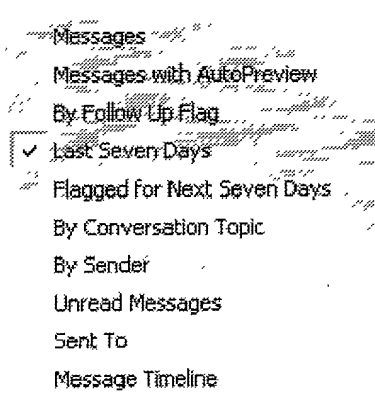 Messages
Messages with AutoPreview
By Follow Up Flag
Last Seven Days
Flagged for Next Seven Days
By Conversation Topic
By Sender
Unread Messages
Sent To
Message Timeline